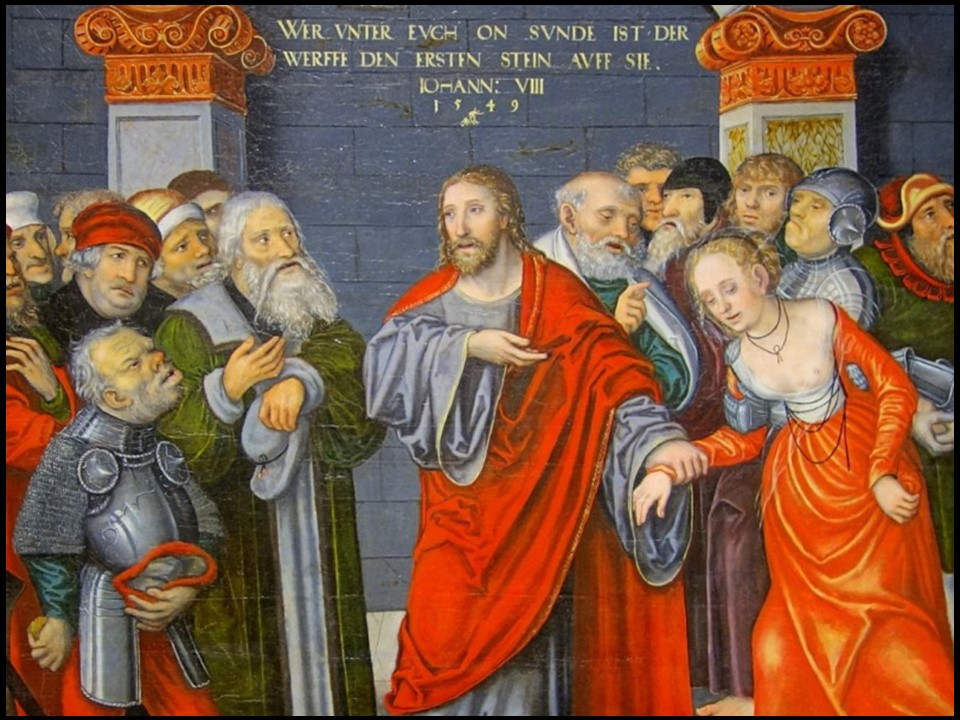 WER VNTER EVCH ON SVNDE IST · DER
WERFFE DEN ERSTEN STEIN AVFF SIE.
IOHANN: VIII
1549